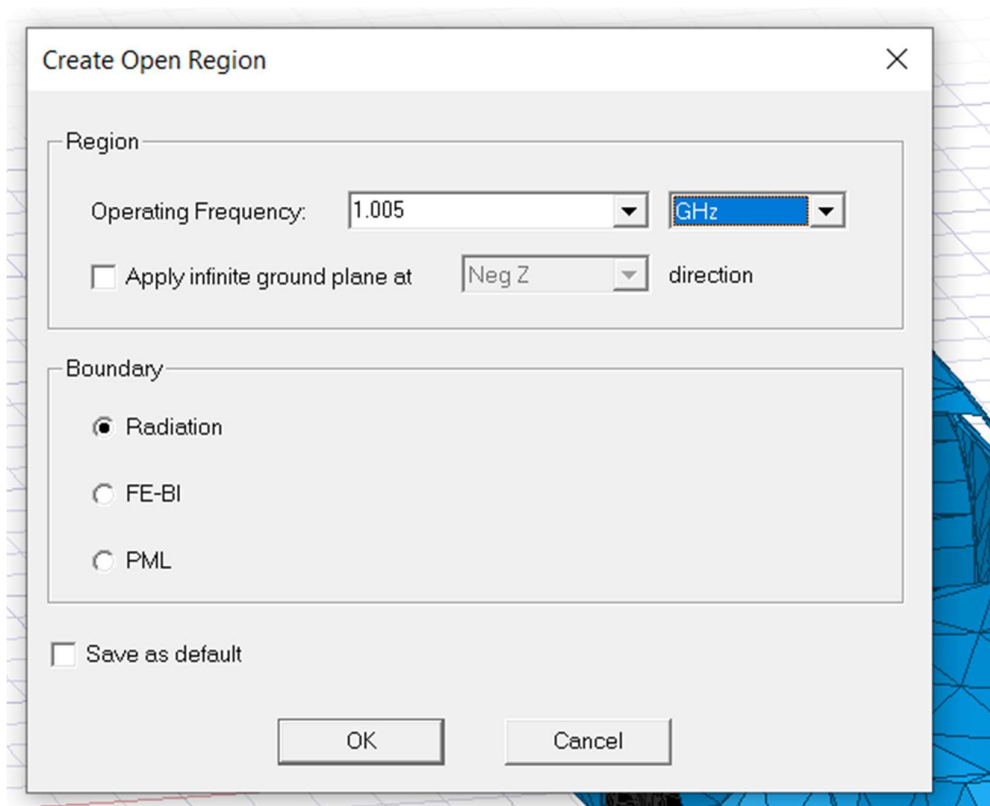 Create Open Region
Region
Operating Frequency: 1.005 GHz
Apply infinite ground plane at Neg Z direction
Boundary
Radiation
FE-BI
PML
Save as default
OK Cancel